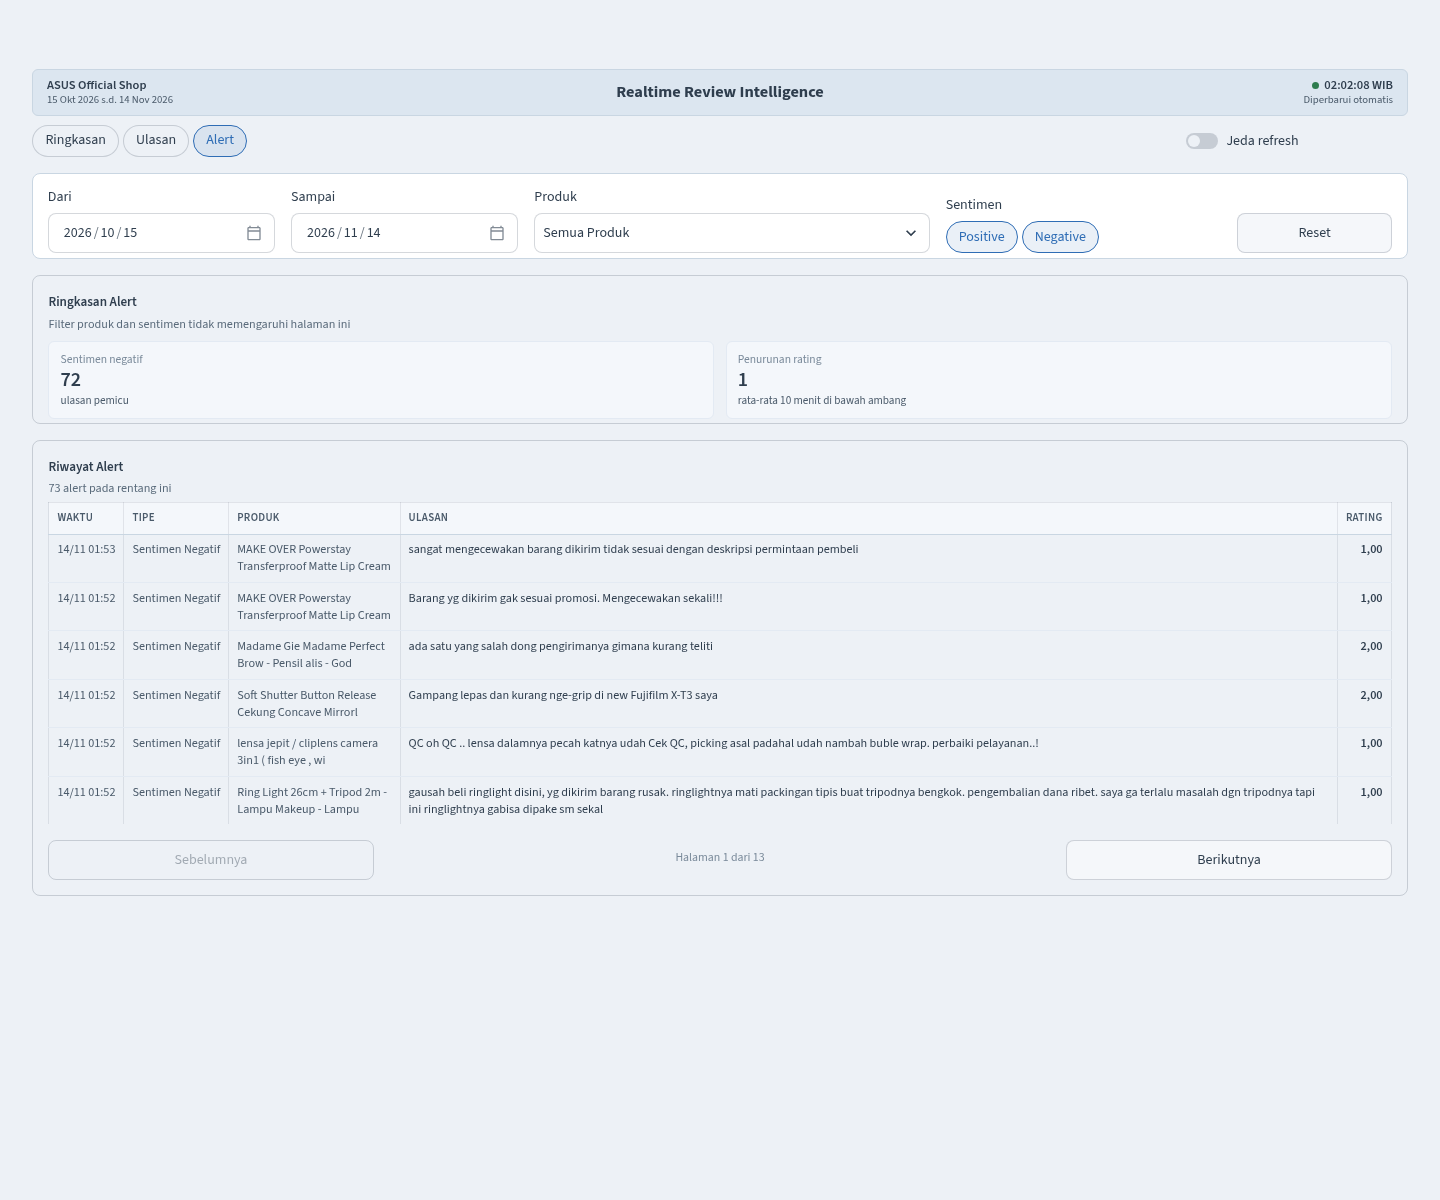 ASUS Official Shop
15 Okt 2026 s.d. 14 Nov 2026
Realtime Review Intelligence
02:02:08 WIB
Diperbarui otomatis
Ringkasan
Ulasan
Alert
Jeda refresh
Dari
Sampai
Produk
Sentimen
2026/10/15
2026/11/14
Semua Produk
Positive
Negative
Reset
Ringkasan Alert
Filter produk dan sentimen tidak memengaruhi halaman ini
Sentimen negatif
72
ulasan pemicu
Penurunan rating
1
rata-rata 10 menit di bawah ambang
Riwayat Alert
73 alert pada rentang ini
WAKTU TIPE PRODUK ULASAN RATING
14/11 01:53 Sentimen Negatif MAKE OVER Powerstay sangat mengecewakan barang dikirim tidak sesuai dengan deskripsi permintaan pembeli 1,00
Transferproof Matte Lip Cream
14/11 01:52 Sentimen Negatif MAKE OVER Powerstay Barang yg dikirim gak sesuai promosi. Mengecewakan sekali!!! 1,00
Transferproof Matte Lip Cream
14/11 01:52 Sentimen Negatif Madame Gie Madame Perfect ada satu yang salah dong pengirimanya gimana kurang teliti 2,00
Brow - Pensil alis - God
14/11 01:52 Sentimen Negatif Soft Shutter Button Release Gampang lepas dan kurang nge-grip di new Fujifilm X-T3 saya 2,00
Cekung Concave Mirrorl
14/11 01:52 Sentimen Negatif lensa jepit / cliplens camera QC oh QC .. lensa dalamnya pecah katnya udah Cek QC, picking asal padahal udah nambah buble wrap. perbaiki pelayanan..! 1,00
3in1 ( fish eye , wi
14/11 01:52 Sentimen Negatif Ring Light 26cm + Tripod 2m - gausah beli ringlight disini, yg dikirim barang rusak. ringlightnya mati packingan tipis buat tripodnya bengkok. pengembalian dana ribet. saya ga terlalu masalah dgn tripodnya tapi 1,00
Lampu Makeup - Lampu ini ringlightnya gabisa dipake sm sekal
Sebelumnya
Halaman 1 dari 13
Berikutnya